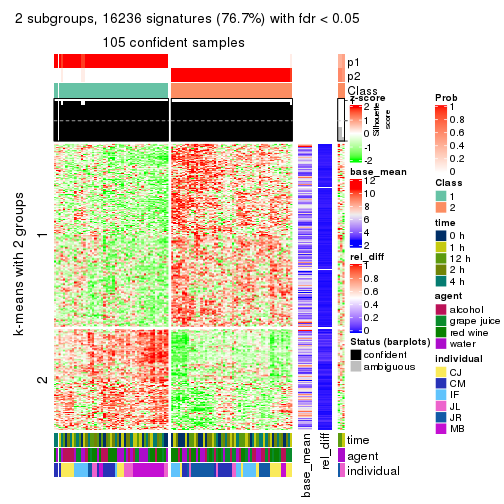 2 subgroups, 16236 signatures (76.7%) with fdr < 0.05
105 confident samples
p1
p2
Class
Silhouette score
k-means with 2 groups
1
2
time
agent
individual
base_mean
rel_diff
time
agent
individual
z-score
2
1
0
-1
-2
base_mean
12
10
8
6
4
2
rel_diff
1
0.8
0.6
0.4
0.2
0
Status (barplots)
confident
ambiguous
Prob
1
0.8
0.6
0.4
0.2
0
Class
1
2
time
0 h
1 h
12 h
2 h
4 h
agent
alcohol
grape juice
red wine
water
individual
CJ
CM
IF
JL
JR
MB